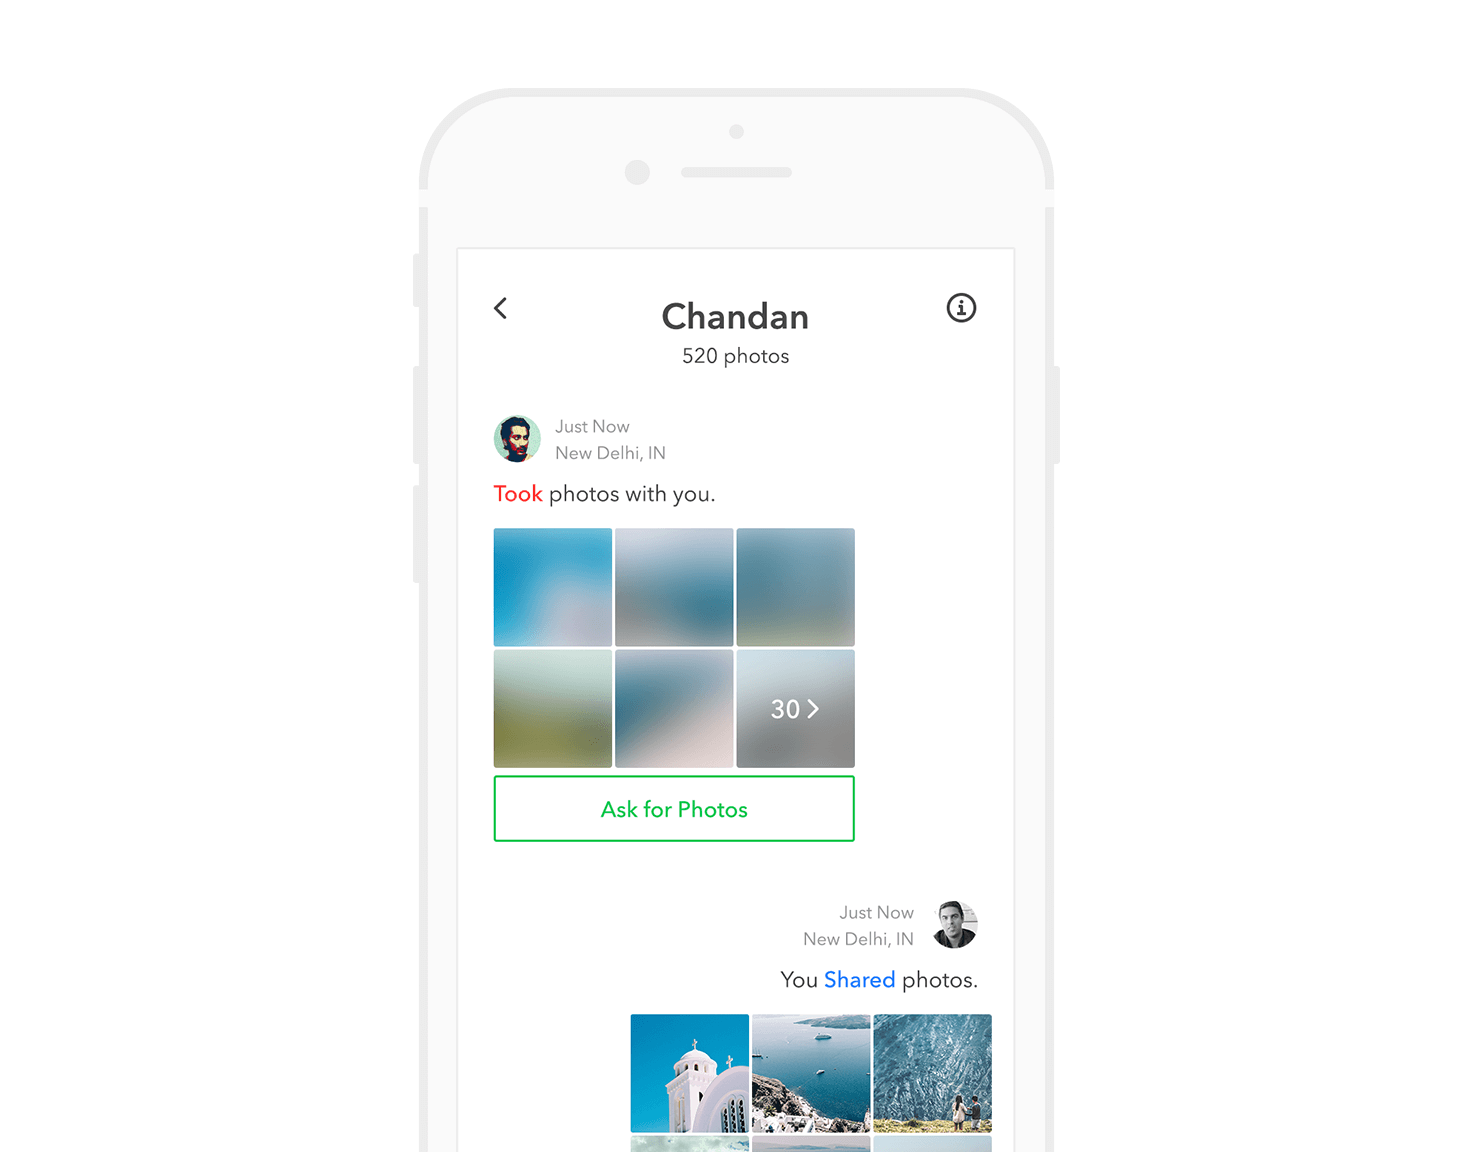 Chandan
520 photos
Just Now
New Delhi, IN
Took photos with you.
30
Ask for Photos
Just Now
New Delhi, IN
You Shared photos.